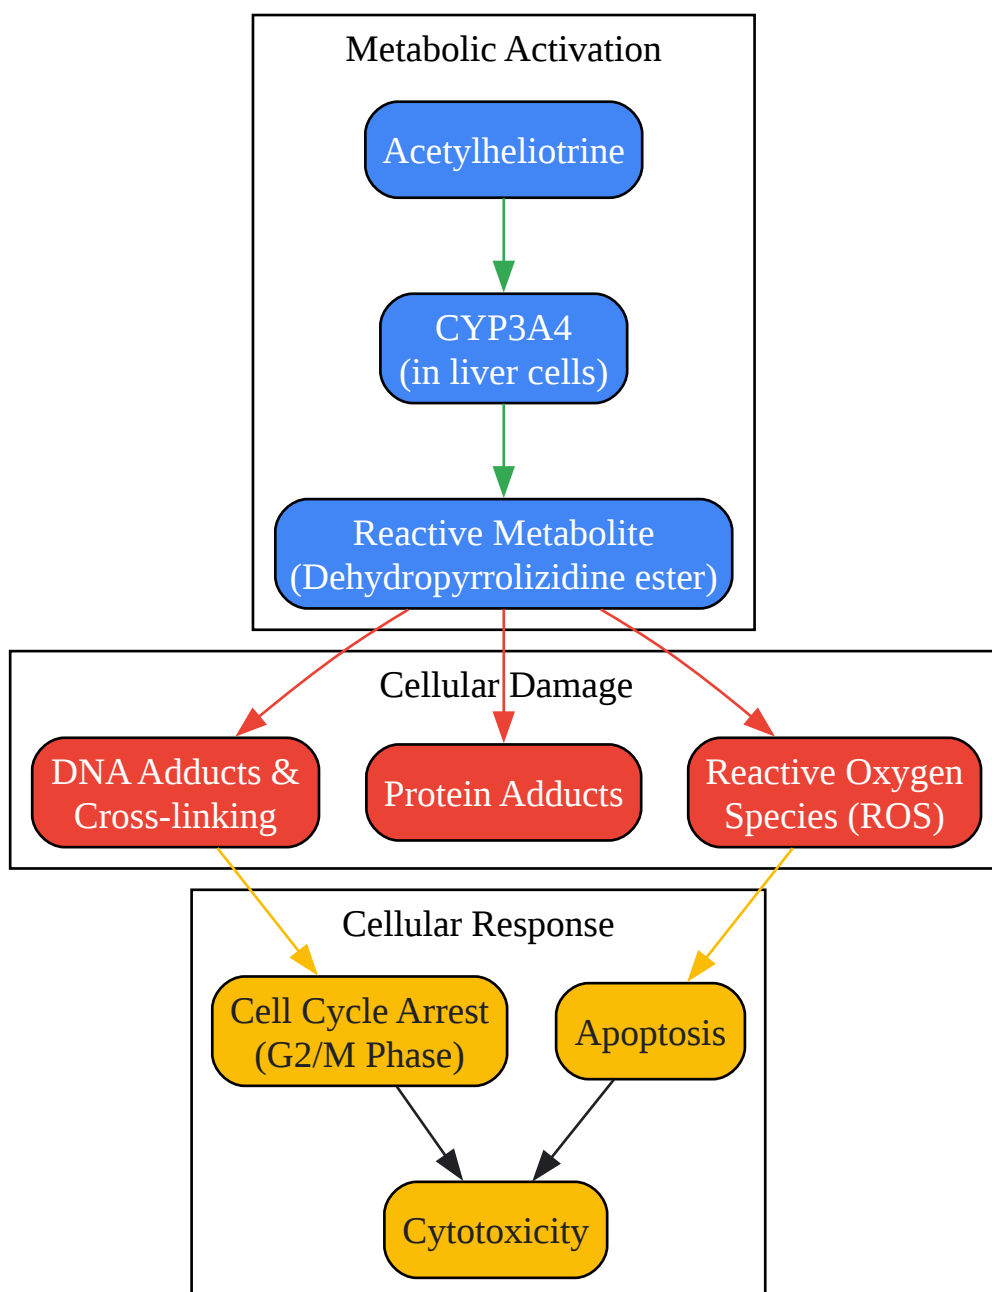 Metabolic Activation
Acetylheliotrine
CYP3A4
(in liver cells)
Reactive Metabolite
(Dehydropyrrolizidine ester)
Cellular Damage
DNA Adducts &
Cross-linking
Protein Adducts
Reactive Oxygen
Species (ROS)
Cellular Response
Cell Cycle Arrest
(G2/M Phase)
Apoptosis
Cytotoxicity